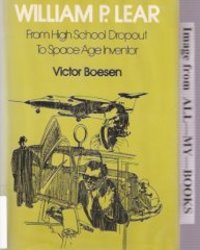 WILLIAM P. LEAR
From High School Dropout
To Space Age Inventor
Victor Boesen
Image from ALL-MY-BOOKS